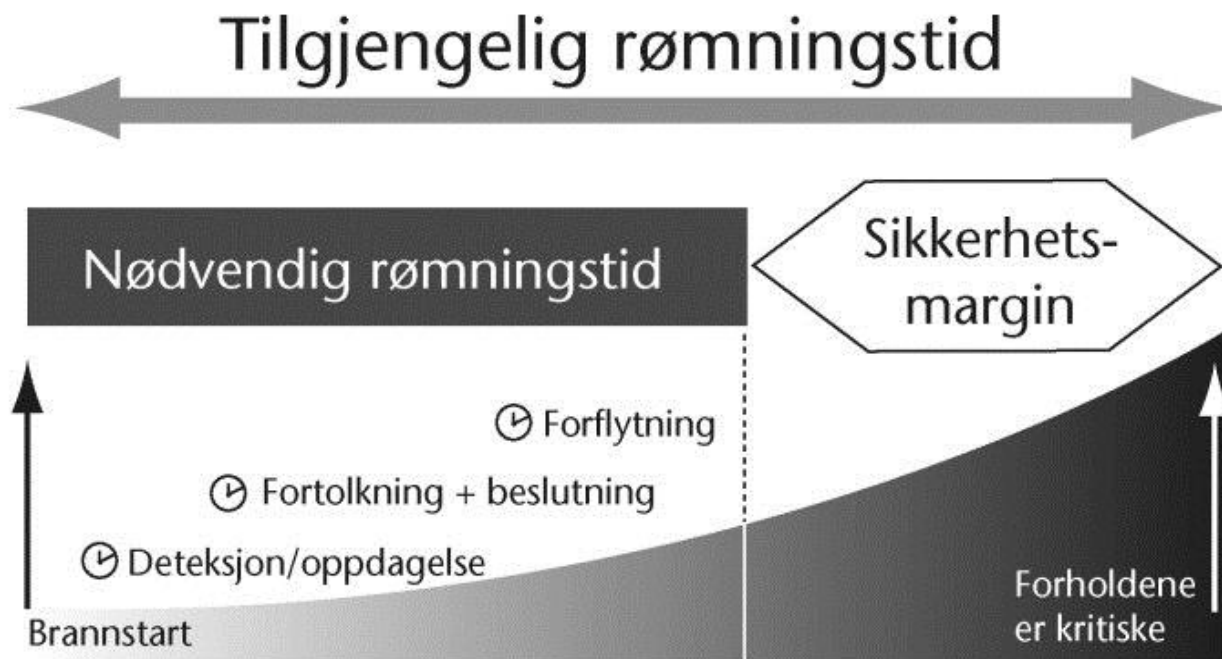 Tilgjengelig rømningstid
Nødvendig rømningstid
Sikkerhets-
margin
Forflytning
Fortolkning + beslutning
Deteksjon/oppdagelse
Brannstart
Forholdene
er kritiske